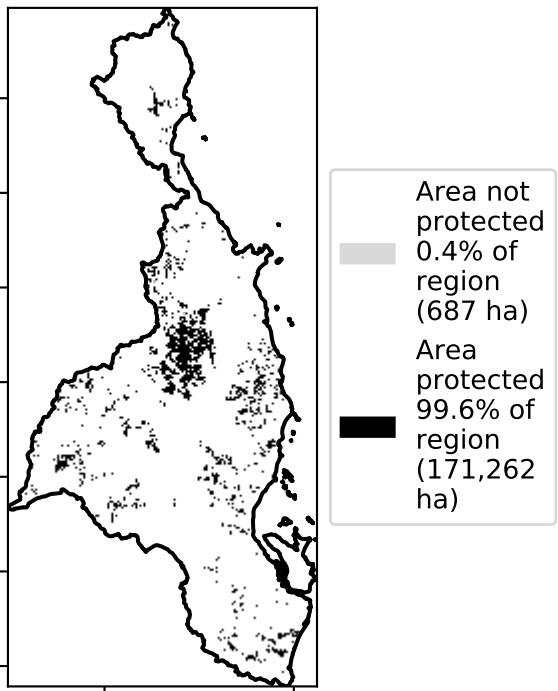 Area not
protected
0.4% of
region
(687 ha)
Area
protected
99.6% of
region
(171,262
ha)